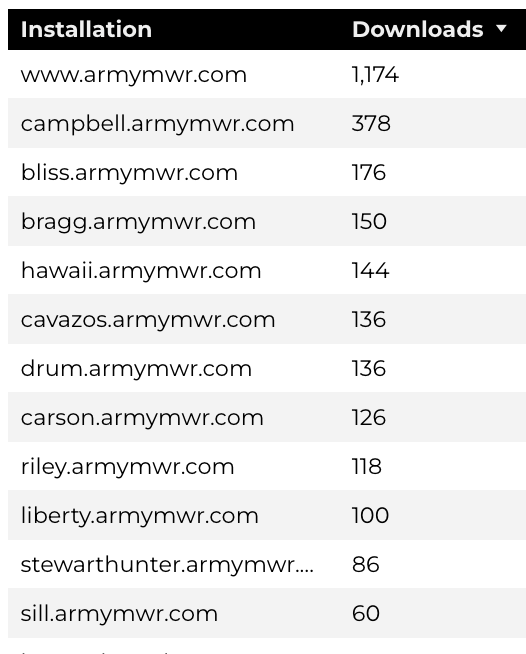 Installation Downloads
www.armymwr.com 1,174
campbell.armymwr.com 378
bliss.armymwr.com 176
bragg.armymwr.com 150
hawaii.armymwr.com 144
cavazos.armymwr.com 136
drum.armymwr.com 136
carson.armymwr.com 126
riley.armymwr.com 118
liberty.armymwr.com 100
stewarthunter.armymwr.... 86
sill.armymwr.com 60